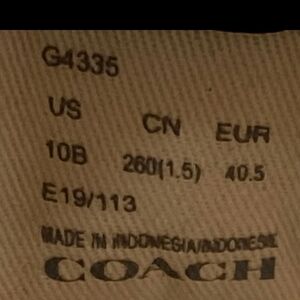 G4335
US CN EUR
10B 260(1.5) 40.5
E19/113
MADE IN INDONESIA/INDONESIE
COACH